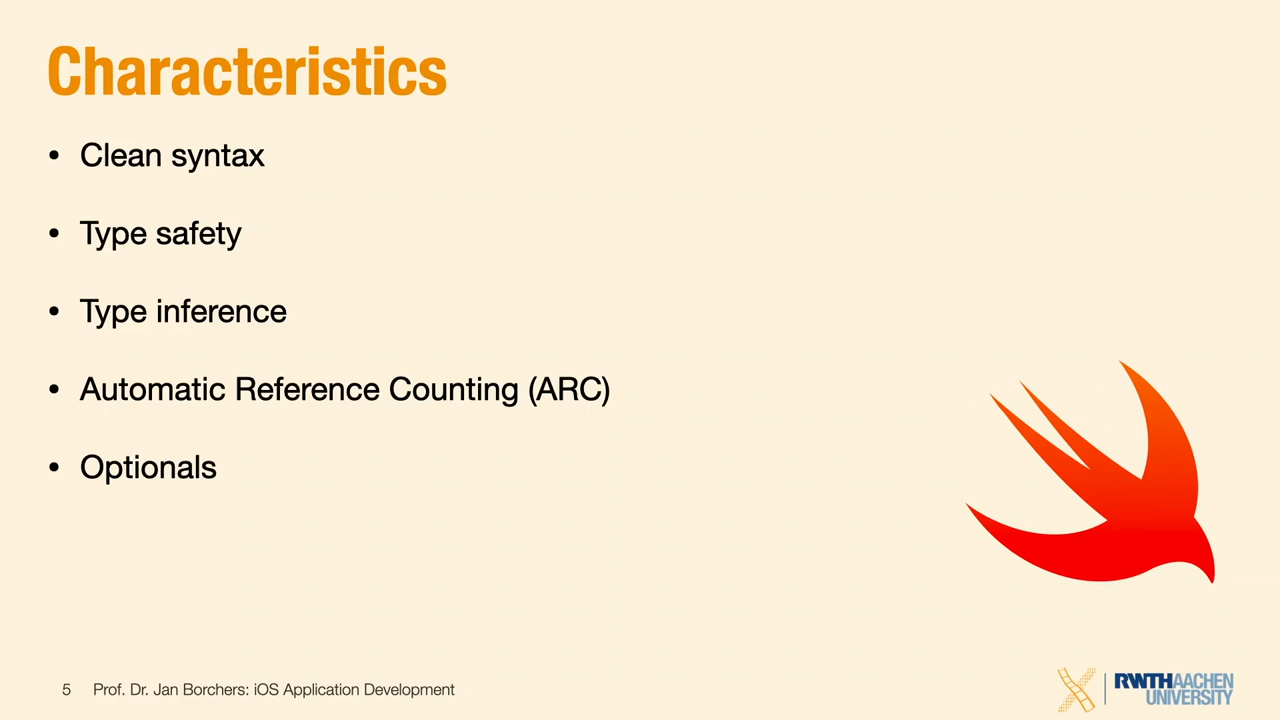 Characteristics
• Clean syntax
• Type safety
• Type inference
• Automatic Reference Counting (ARC)
• Optionals
5 Prof. Dr. Jan Borchers: iOS Application Development
RWTHAACHEN
UNIVERSITY